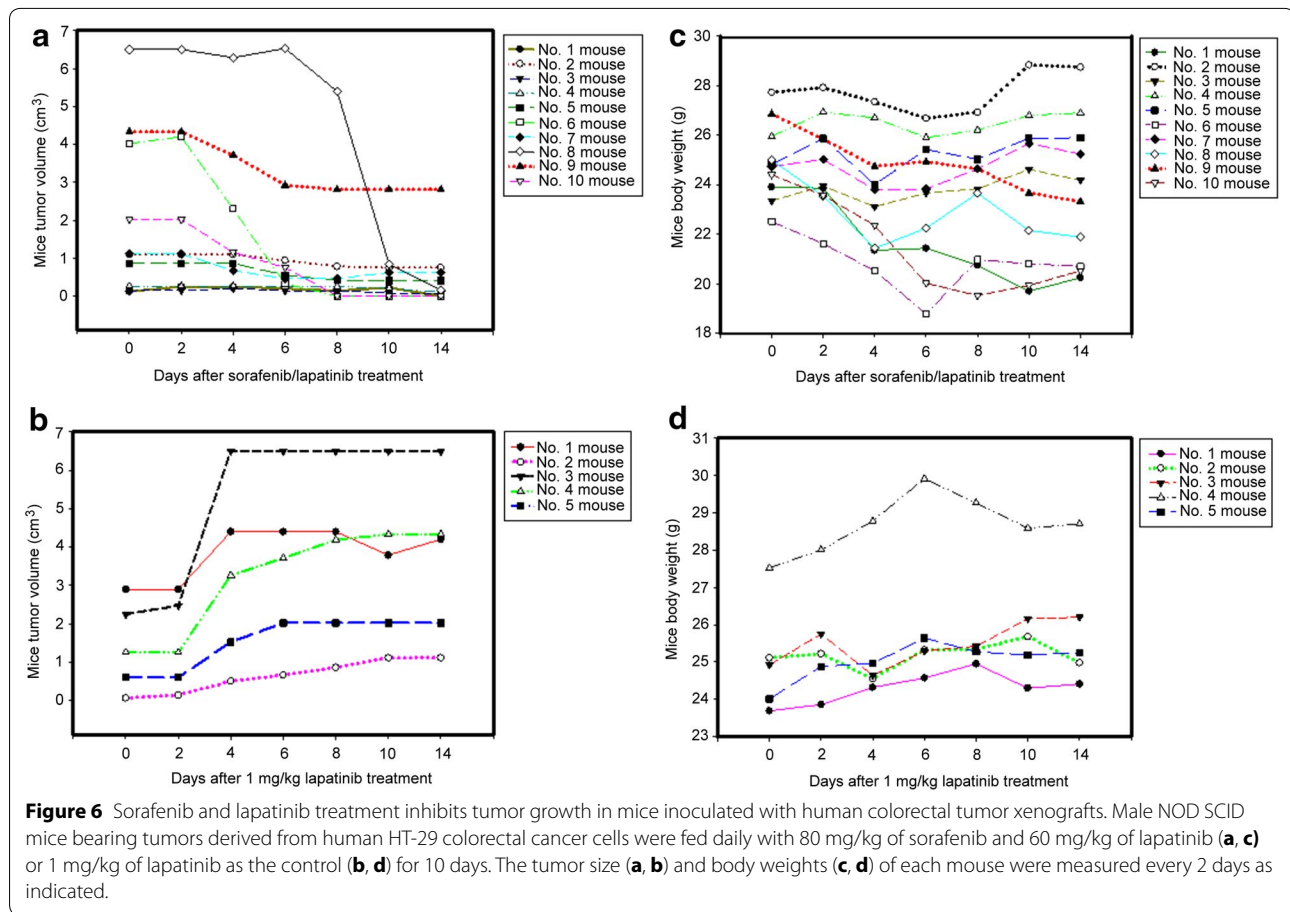 a
7
6
5
4
3
2
1
0
Mice tumor volume (cm³)
0 2 4 6 8 10 14
Days after sorafenib/lapatinib treatment
No. 1 mouse
No. 2 mouse
No. 3 mouse
No. 4 mouse
No. 5 mouse
No. 6 mouse
No. 7 mouse
No. 8 mouse
No. 9 mouse
No. 10 mouse
c
30
28
26
24
22
20
18
Mice body weight (g)
0 2 4 6 8 10 14
Days after sorafenib/lapatinib treatment
No. 1 mouse
No. 2 mouse
No. 3 mouse
No. 4 mouse
No. 5 mouse
No. 6 mouse
No. 7 mouse
No. 8 mouse
No. 9 mouse
No. 10 mouse
b
7
6
5
4
3
2
1
0
Mice tumor volume (cm³)
0 2 4 6 8 10 14
Days after 1 mg/kg lapatinib treatment
No. 1 mouse
No. 2 mouse
No. 3 mouse
No. 4 mouse
No. 5 mouse
d
31
30
29
28
27
26
25
24
23
Mice body weight (g)
0 2 4 6 8 10 14
Days after 1 mg/kg lapatinib treatment
No. 1 mouse
No. 2 mouse
No. 3 mouse
No. 4 mouse
No. 5 mouse
Figure 6 Sorafenib and lapatinib treatment inhibits tumor growth in mice inoculated with human colorectal tumor xenografts. Male NOD SCID
mice bearing tumors derived from human HT-29 colorectal cancer cells were fed daily with 80 mg/kg of sorafenib and 60 mg/kg of lapatinib (a, c)
or 1 mg/kg of lapatinib as the control (b, d) for 10 days. The tumor size (a, b) and body weights (c, d) of each mouse were measured every 2 days as
indicated.